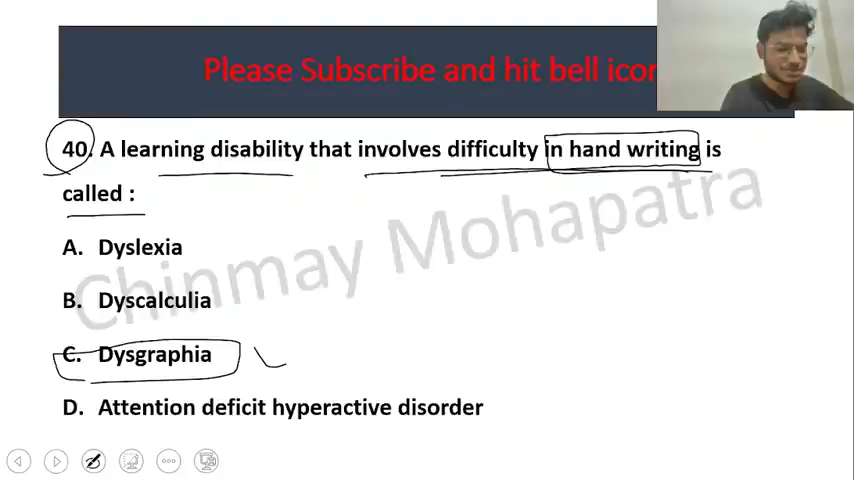 Please Subscribe and hit bell icon
40. A learning disability that involves difficulty in hand writing is
called :
A. Dyslexia
B. Dyscalculia
C. Dysgraphia
D. Attention deficit hyperactive disorder
Chinmay Mohapatra